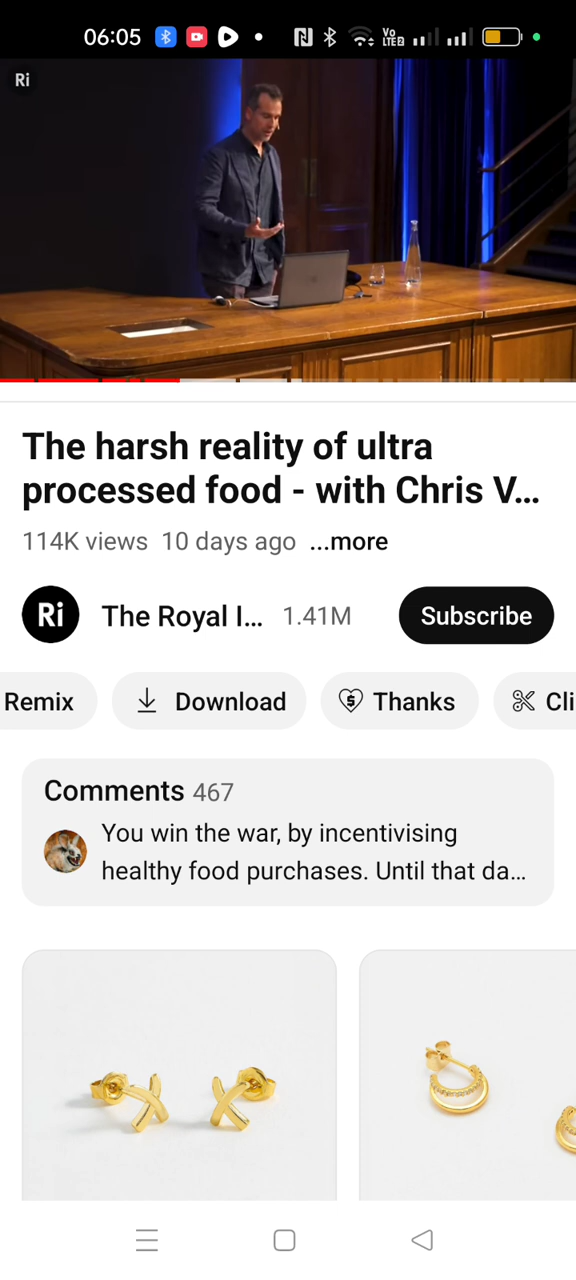 06:05
Vo
LTE2
Ri
The harsh reality of ultra
processed food - with Chris V...
114K views 10 days ago ...more
Ri The Royal I... 1.41M Subscribe
Remix Download Thanks Cli
Comments 467
You win the war, by incentivising
healthy food purchases. Until that da...